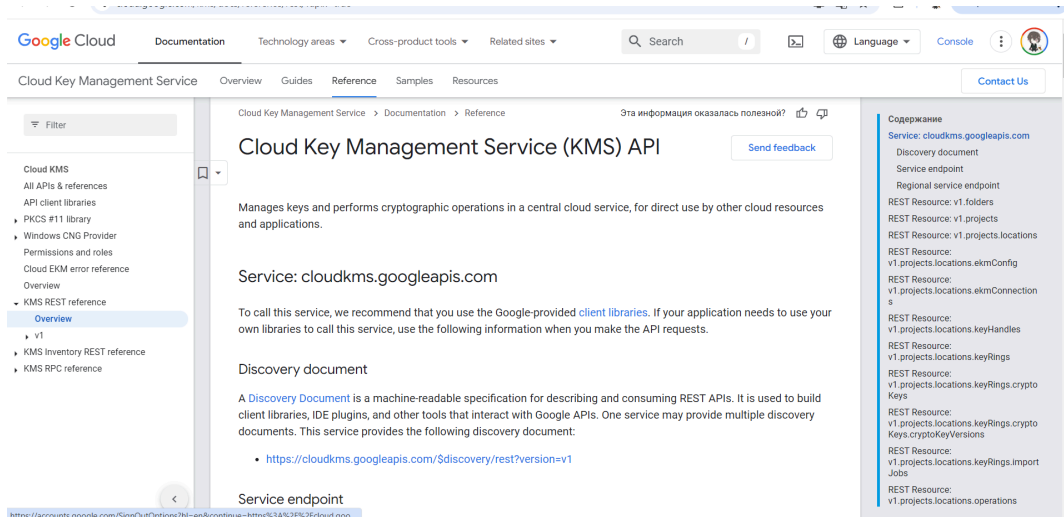 Google Cloud
Documentation
Technology areas
Cross-product tools
Related sites
Search
/
Language
Console
Cloud Key Management Service
Overview
Guides
Reference
Samples
Resources
Contact Us
Filter
Cloud KMS
All APIs & references
API client libraries
PKCS #11 library
Windows CNG Provider
Permissions and roles
Cloud EKM error reference
Overview
KMS REST reference
Overview
v1
KMS Inventory REST reference
KMS RPC reference
Cloud Key Management Service > Documentation > Reference
Эта информация оказалась полезной?
Cloud Key Management Service (KMS) API
Send feedback
Manages keys and performs cryptographic operations in a central cloud service, for direct use by other cloud resources
and applications.
Service: cloudkms.googleapis.com
To call this service, we recommend that you use the Google-provided client libraries. If your application needs to use your
own libraries to call this service, use the following information when you make the API requests.
Discovery document
A Discovery Document is a machine-readable specification for describing and consuming REST APIs. It is used to build
client libraries, IDE plugins, and other tools that interact with Google APIs. One service may provide multiple discovery
documents. This service provides the following discovery document:
https://cloudkms.googleapis.com/$discovery/rest?version=v1
Service endpoint
Содержание
Service: cloudkms.googleapis.com
Discovery document
Service endpoint
Regional service endpoint
REST Resource: v1.folders
REST Resource: v1.projects
REST Resource: v1.projects.locations
REST Resource:
v1.projects.locations.ekmConfig
REST Resource:
v1.projects.locations.ekmConnection
s
REST Resource:
v1.projects.locations.keyHandles
REST Resource:
v1.projects.locations.keyRings
REST Resource:
v1.projects.locations.keyRings.crypto
Keys
REST Resource:
v1.projects.locations.keyRings.crypto
Keys.cryptoKeyVersions
REST Resource:
v1.projects.locations.keyRings.import
Jobs
REST Resource:
v1.projects.locations.operations